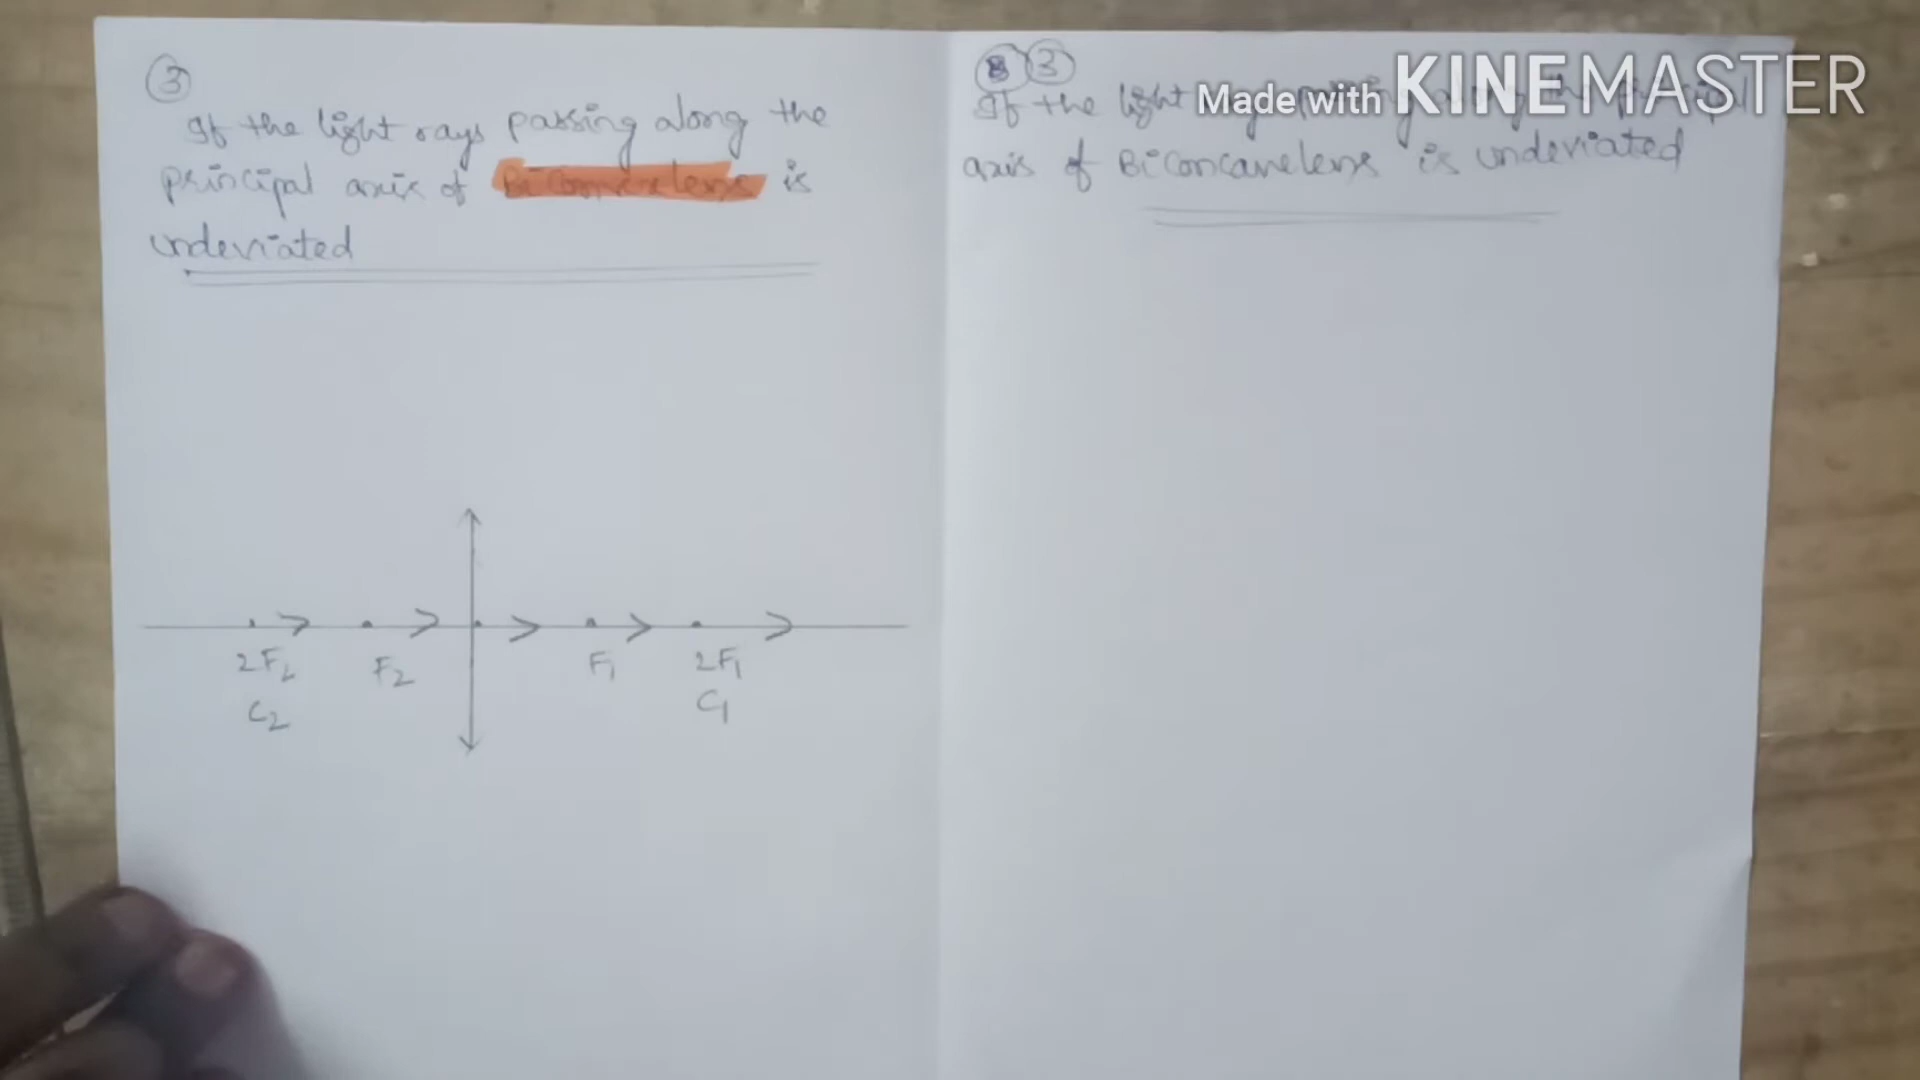 3
If the light rays passing along the
principal axis of Biconvex lens is
undeviated
2F2 F2 F1 2F1
C2 C1
8 3
If the light
axis of Biconcave lens is undeviated
Made with KINEMASTER